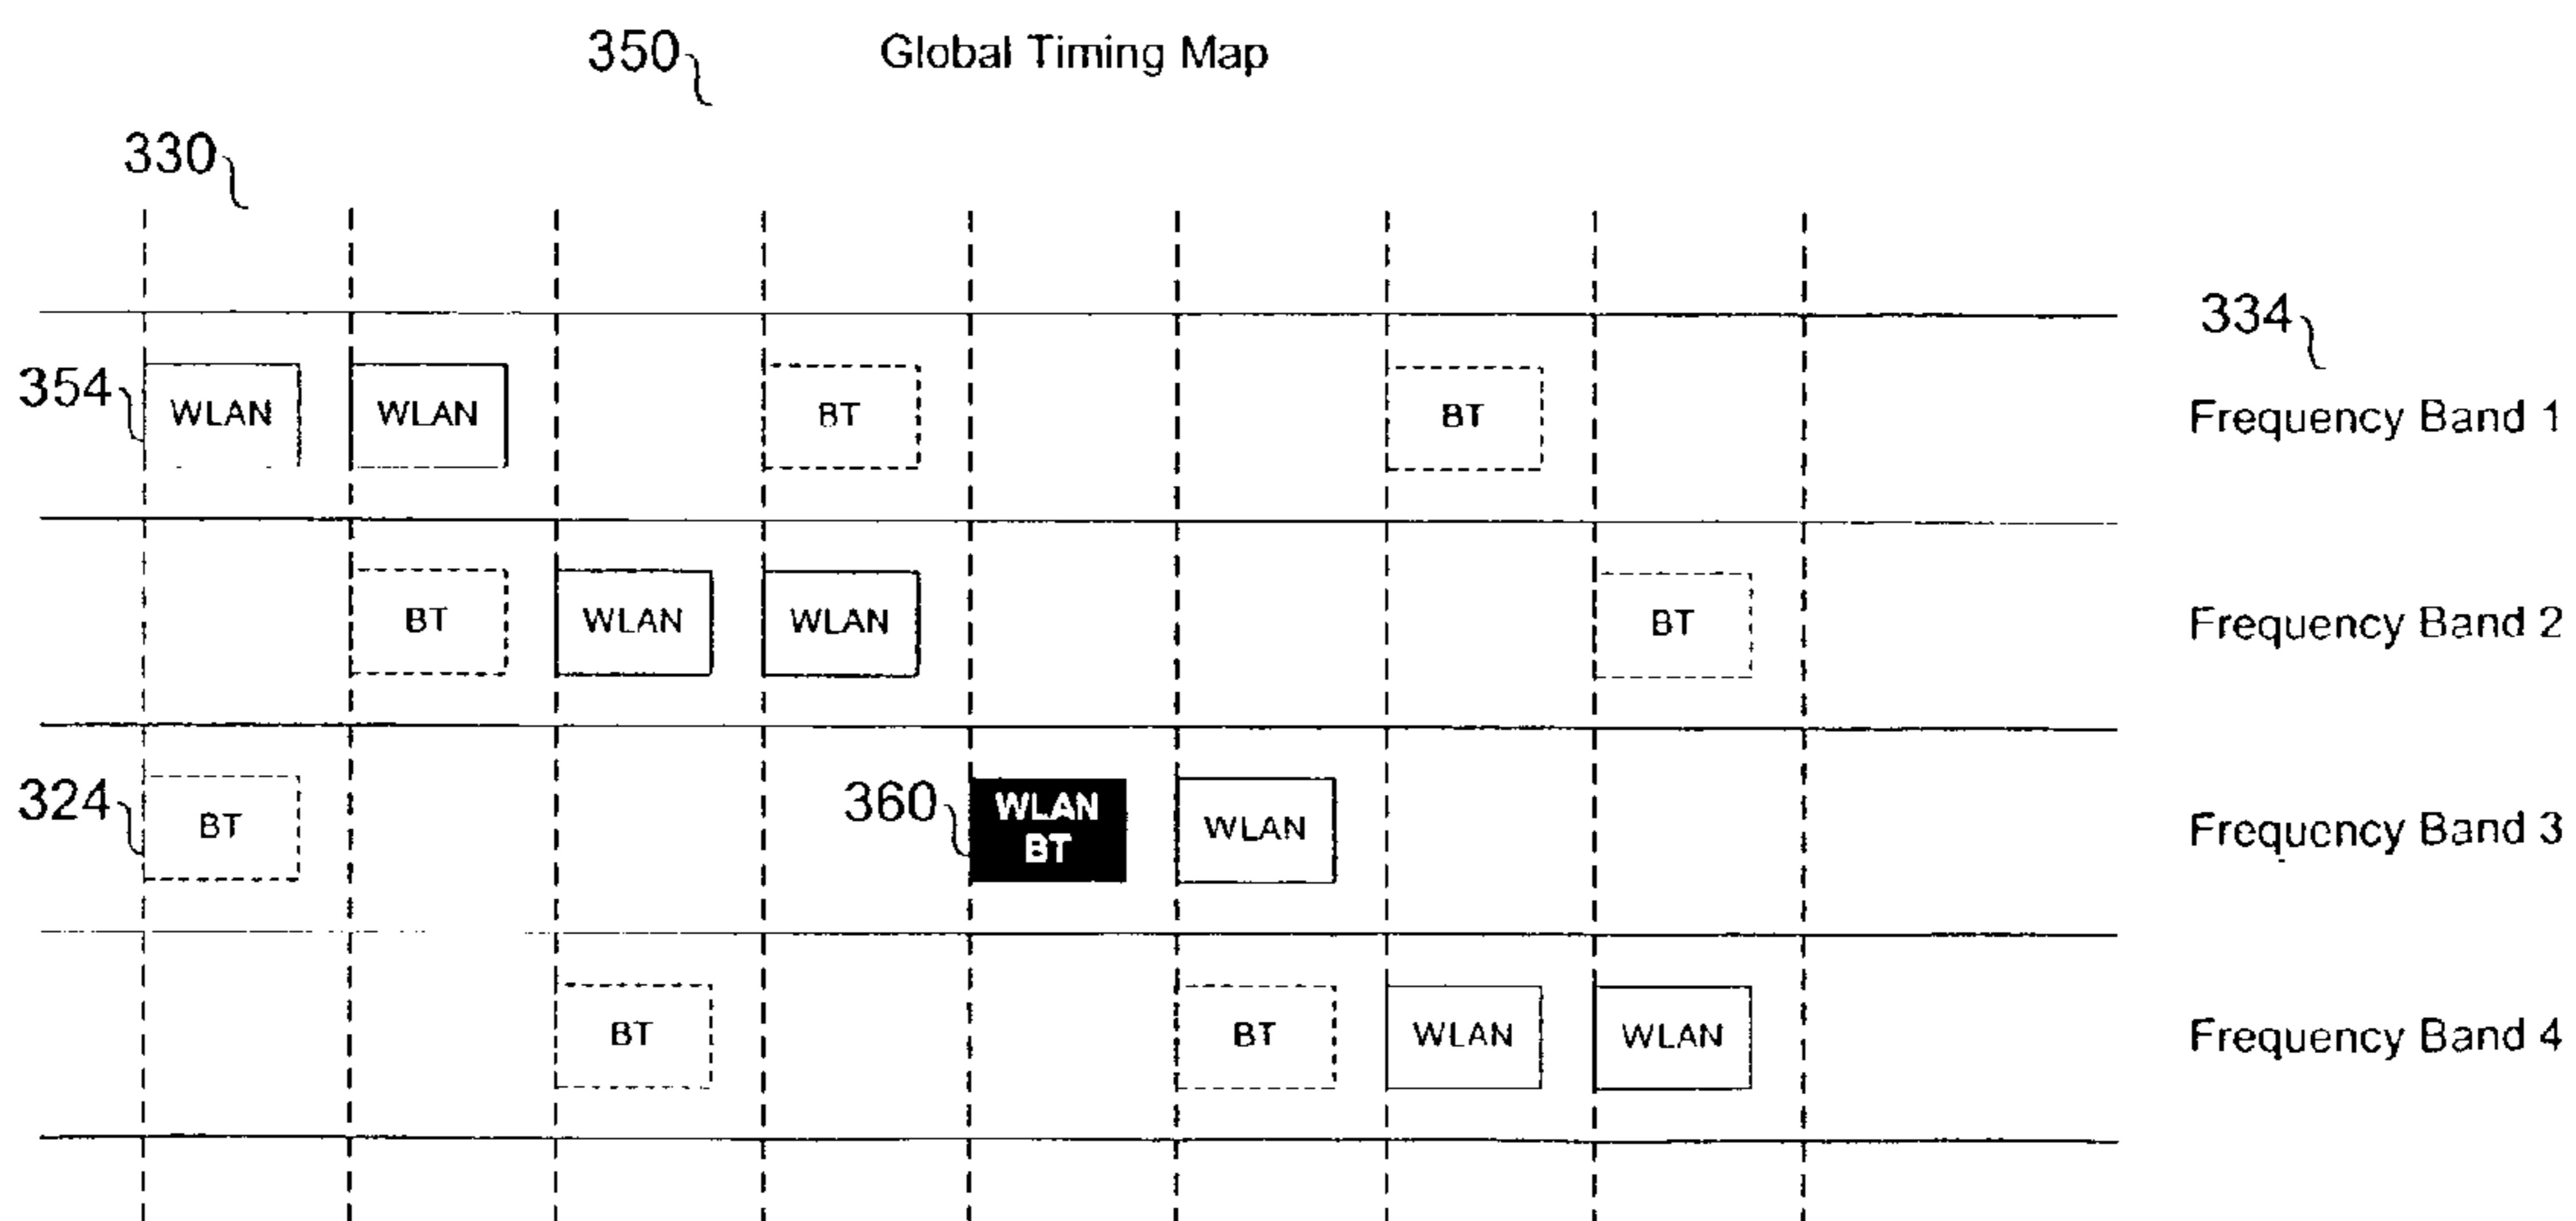 350 Global Timing Map
330
334
354 WLAN WLAN BT BT Frequency Band 1
BT WLAN WLAN BT Frequency Band 2
324 BT 360 WLAN BT WLAN Frequency Band 3
BT BT WLAN WLAN Frequency Band 4